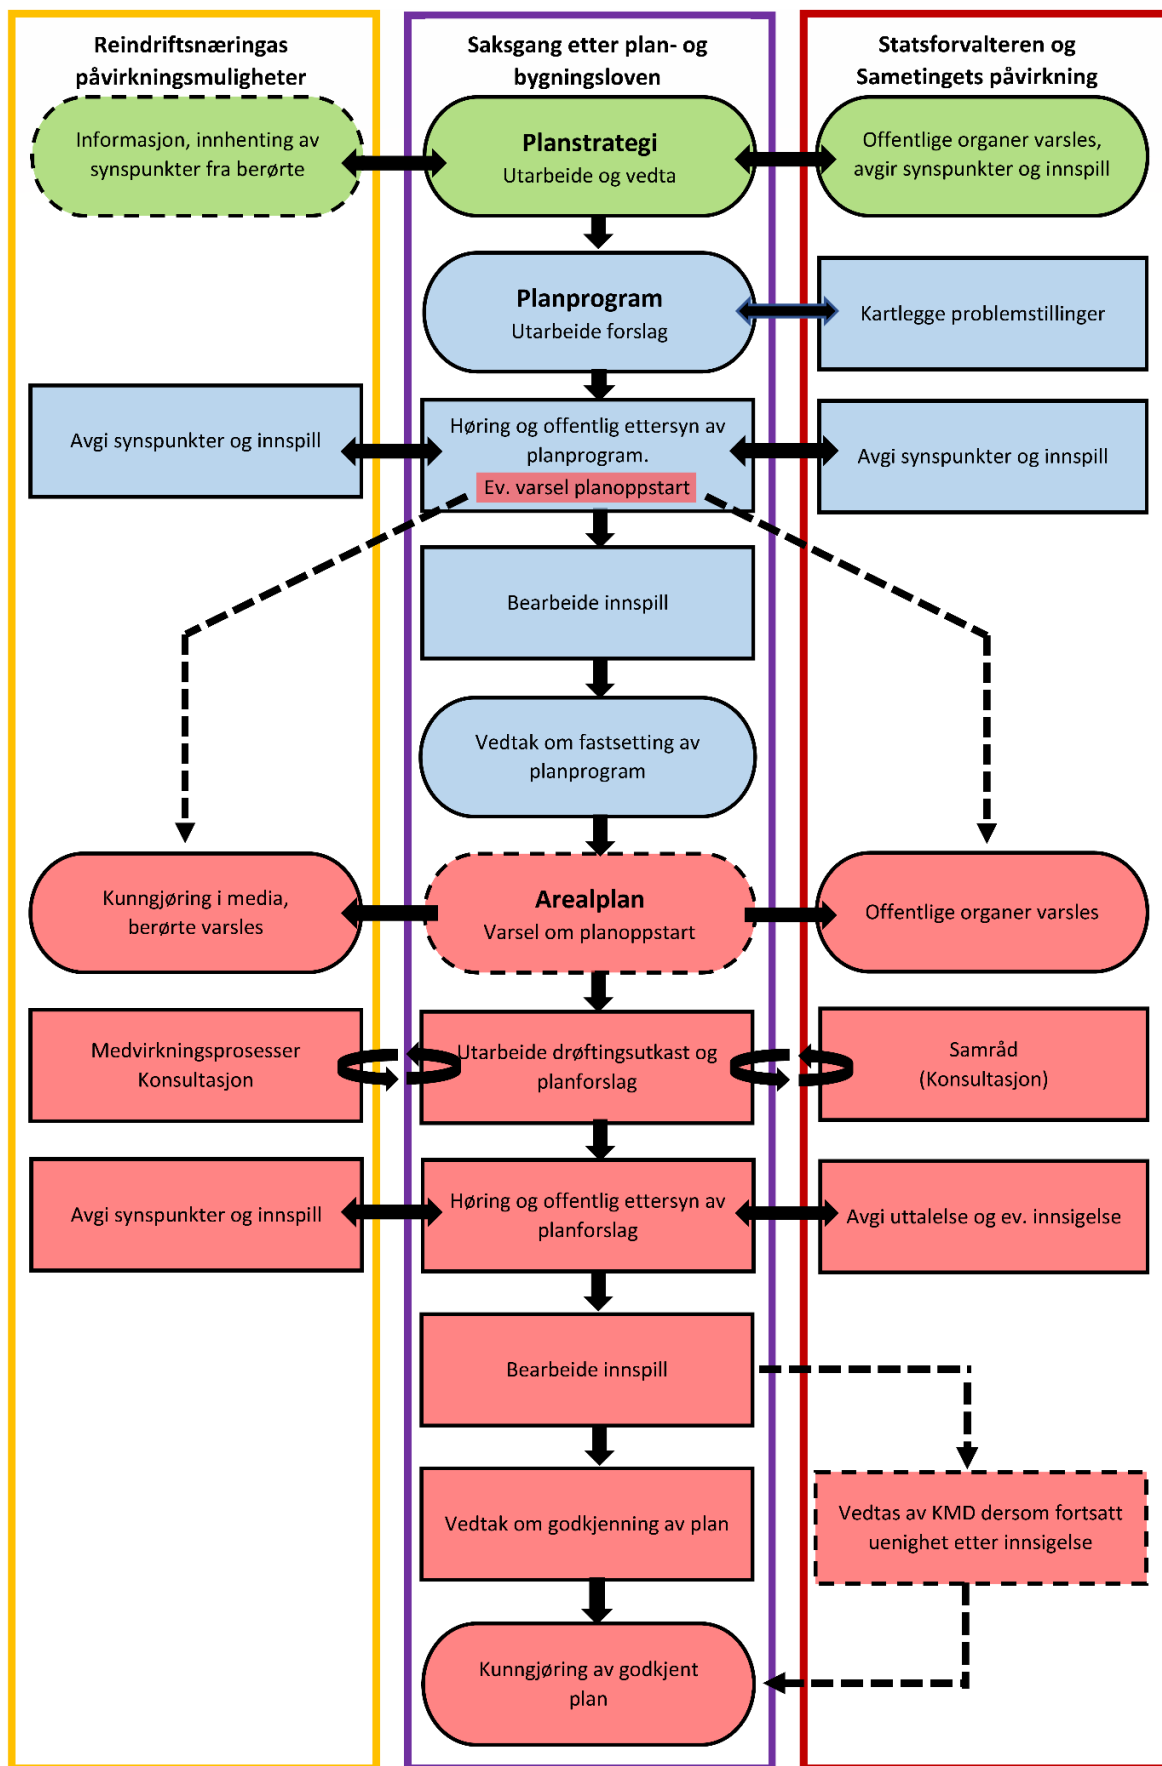 Reindriftsnæringas
påvirkningsmuligheter
Saksgang etter plan- og
bygningsloven
Statsforvalteren og
Sametingets påvirkning
Informasjon, innhenting av
synspunkter fra berørte
Planstrategi
Utarbeide og vedta
Offentlige organer varsles,
avgir synspunkter og innspill
Planprogram
Utarbeide forslag
Kartlegge problemstillinger
Avgi synspunkter og innspill
Høring og offentlig ettersyn av
planprogram.
Ev. varsel planoppstart
Avgi synspunkter og innspill
Bearbeide innspill
Vedtak om fastsetting av
planprogram
Kunngjøring i media,
berørte varsles
Arealplan
Varsel om planoppstart
Offentlige organer varsles
Medvirkningsprosesser
Konsultasjon
Utarbeide drøftingsutkast og
planforslag
Samråd
(Konsultasjon)
Avgi synspunkter og innspill
Høring og offentlig ettersyn av
planforslag
Avgi uttalelse og ev. innsigelse
Bearbeide innspill
Vedtak om godkjenning av plan
Vedtas av KMD dersom fortsatt
uenighet etter innsigelse
Kunngjøring av godkjent
plan